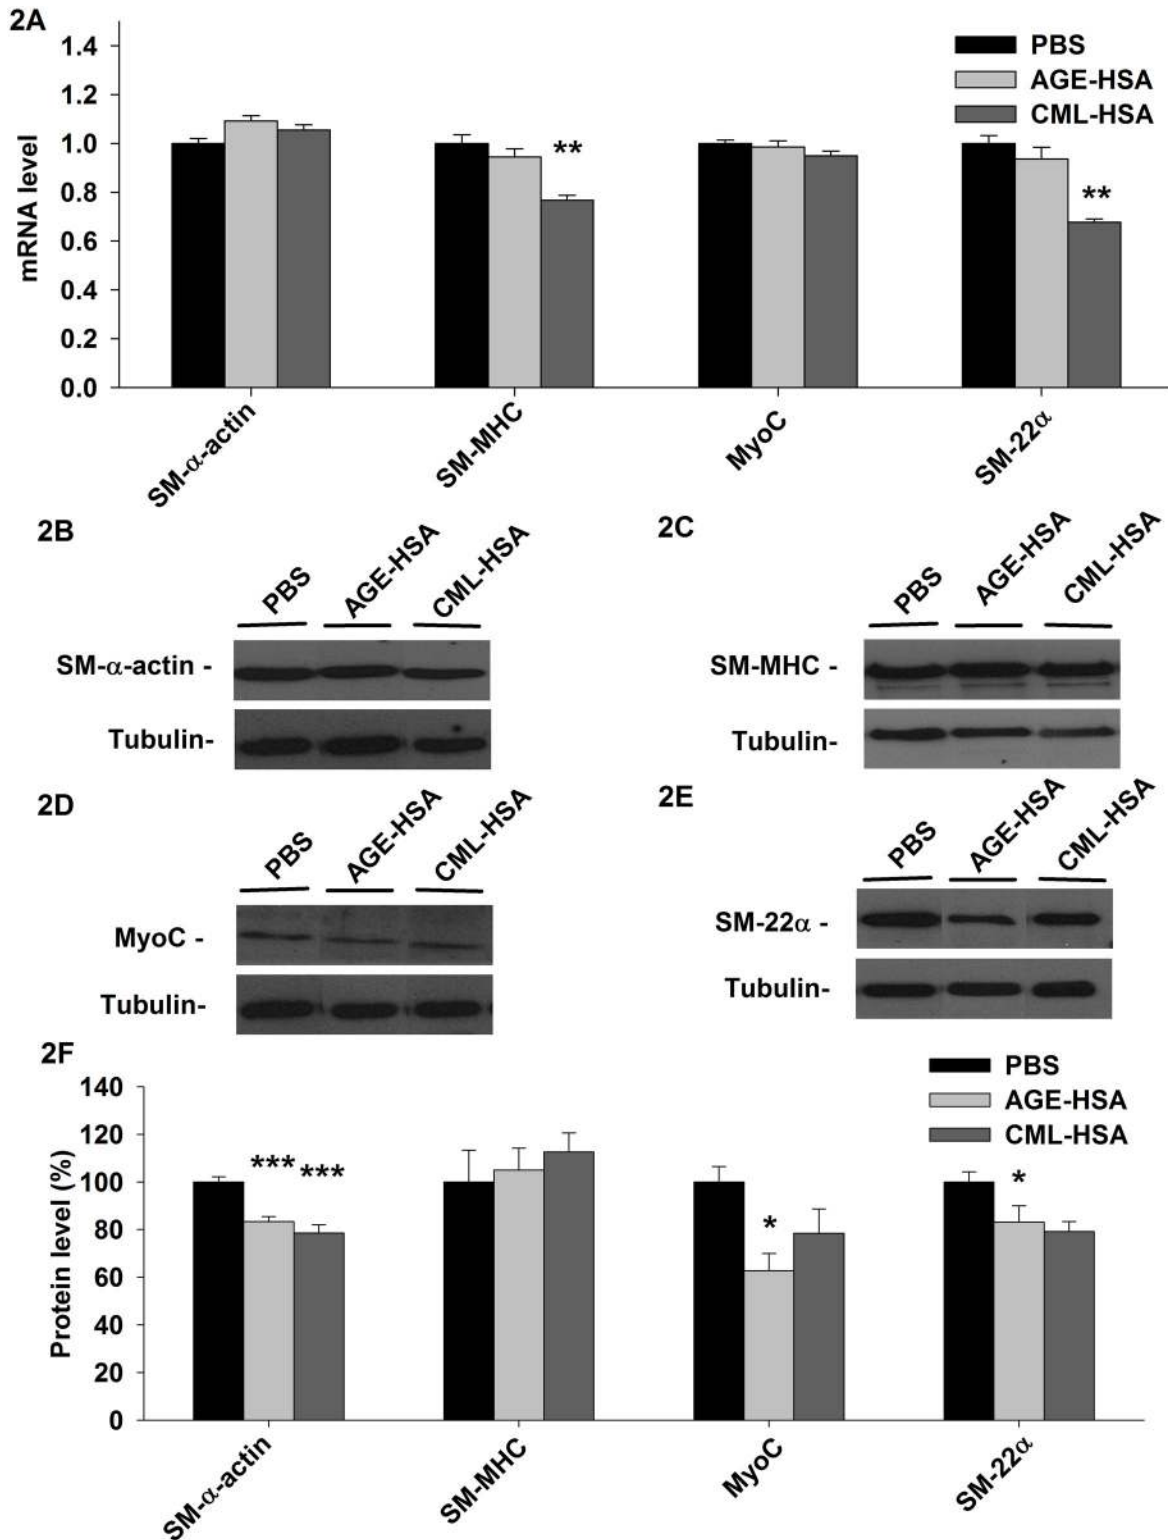 2A
PBS
AGE-HSA
CML-HSA
mRNA level
1.4
1.2
1.0
0.8
0.6
0.4
0.2
0.0
**
**
SM-α-actin
SM-MHC
MyoC
SM-22α
2B
PBS
AGE-HSA
CML-HSA
SM-α-actin -
Tubulin-
2C
PBS
AGE-HSA
CML-HSA
SM-MHC -
Tubulin-
2D
PBS
AGE-HSA
CML-HSA
MyoC -
Tubulin-
2E
PBS
AGE-HSA
CML-HSA
SM-22α -
Tubulin-
2F
PBS
AGE-HSA
CML-HSA
Protein level (%)
140
120
100
80
60
40
20
0
***
***
*
*
SM-α-actin
SM-MHC
MyoC
SM-22α